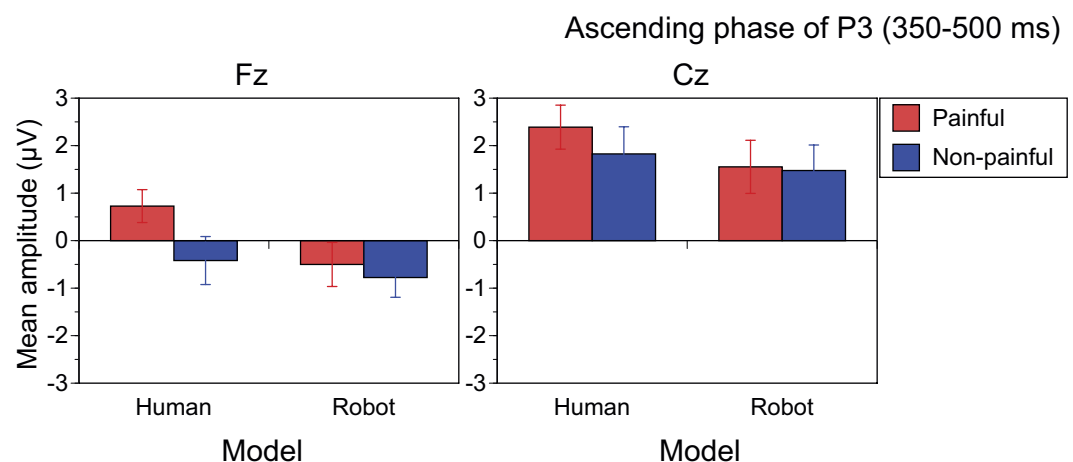 Ascending phase of P3 (350-500 ms)
Fz
Cz
Mean amplitude (µV)
3
2
1
0
-1
-2
-3
3
2
1
0
-1
-2
-3
Painful
Non-painful
Human
Robot
Human
Robot
Model
Model